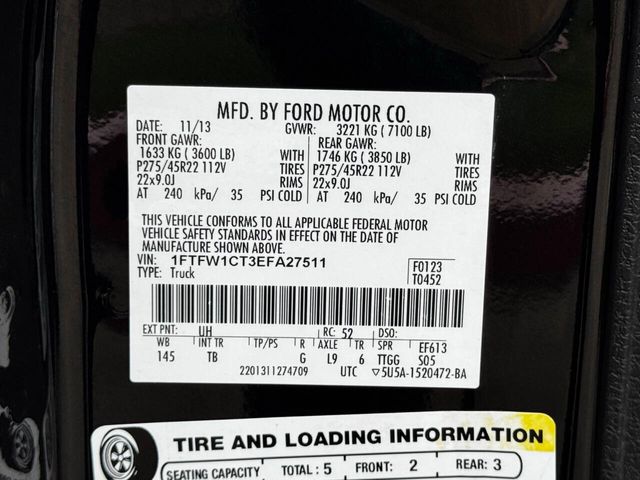 MFD. BY FORD MOTOR CO.
DATE: 11/13 GVWR: 3221 KG ( 7100 LB)
FRONT GAWR: REAR GAWR:
1633 KG ( 3600 LB) WITH 1746 KG ( 3850 LB) WITH
P275/45R22 112V TIRES P275/45R22 112V TIRES
22x9.0J RIMS 22x9.0J RIMS
AT 240 kPa/ 35 PSI COLD AT 240 kPa/ 35 PSI COLD
THIS VEHICLE CONFORMS TO ALL APPLICABLE FEDERAL MOTOR
VEHICLE SAFETY STANDARDS IN EFFECT ON THE DATE OF
MANUFACTURE SHOWN ABOVE.
VIN: 1FTFW1CT3EFA27511 F0123
TYPE: Truck T0452
EXT PNT: UH RC: 52 DSO:
WB INT TR TP/PS R AXLE TR SPR EF613
145 TB G L9 6 TTGG S05
2201311274709 UTC ▽5U5A-1520472-BA
TIRE AND LOADING INFORMATION
SEATING CAPACITY TOTAL : 5 FRONT: 2 REAR: 3